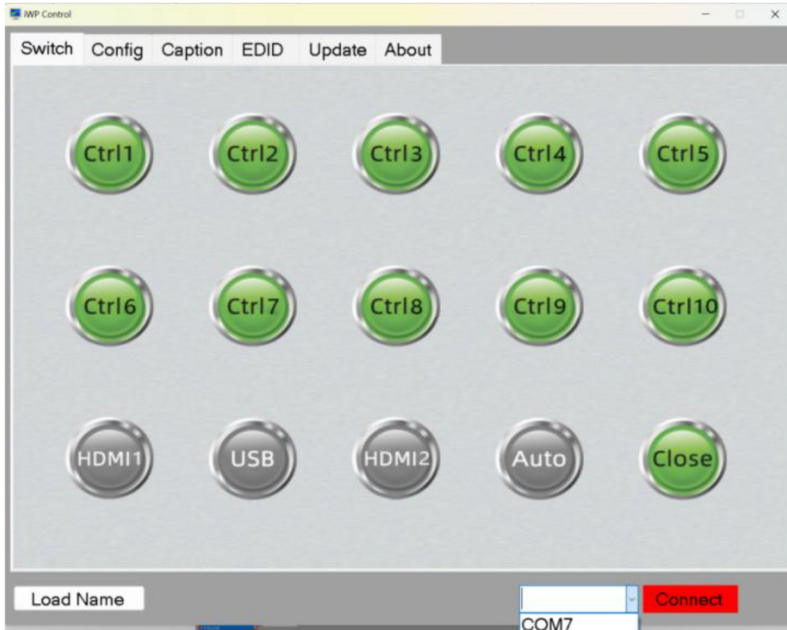 iWP Control
Switch Config Caption EDID Update About
Ctrl1 Ctrl2 Ctrl3 Ctrl4 Ctrl5
Ctrl6 Ctrl7 Ctrl8 Ctrl9 Ctrl10
HDMI1 USB HDMI2 Auto Close
Load Name Connect
COM7